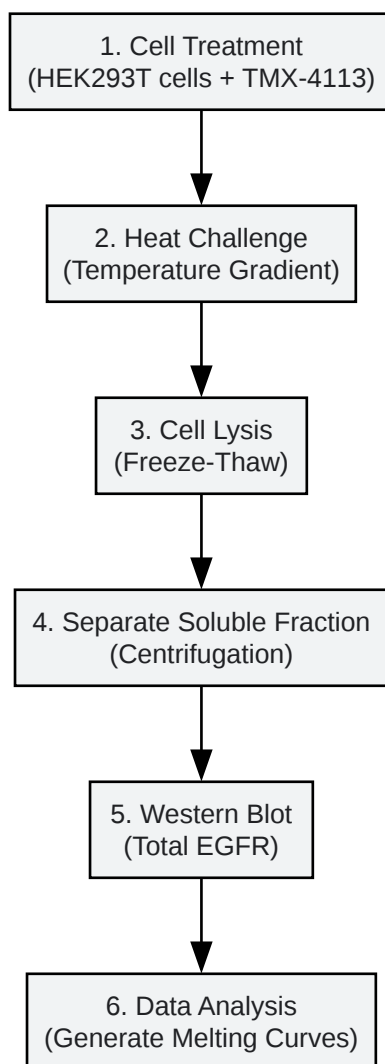 1. Cell Treatment
(HEK293T cells + TMX-4113)
2. Heat Challenge
(Temperature Gradient)
3. Cell Lysis
(Freeze-Thaw)
4. Separate Soluble Fraction
(Centrifugation)
5. Western Blot
(Total EGFR)
6. Data Analysis
(Generate Melting Curves)